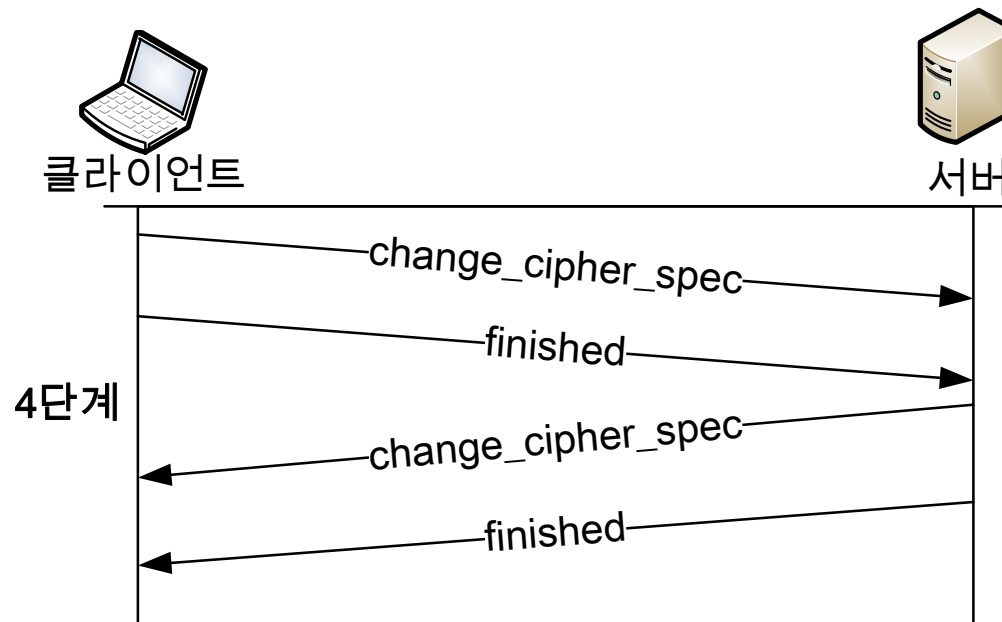 클라이언트
서버
change_cipher_spec
finished
4단계
change_cipher_spec
finished